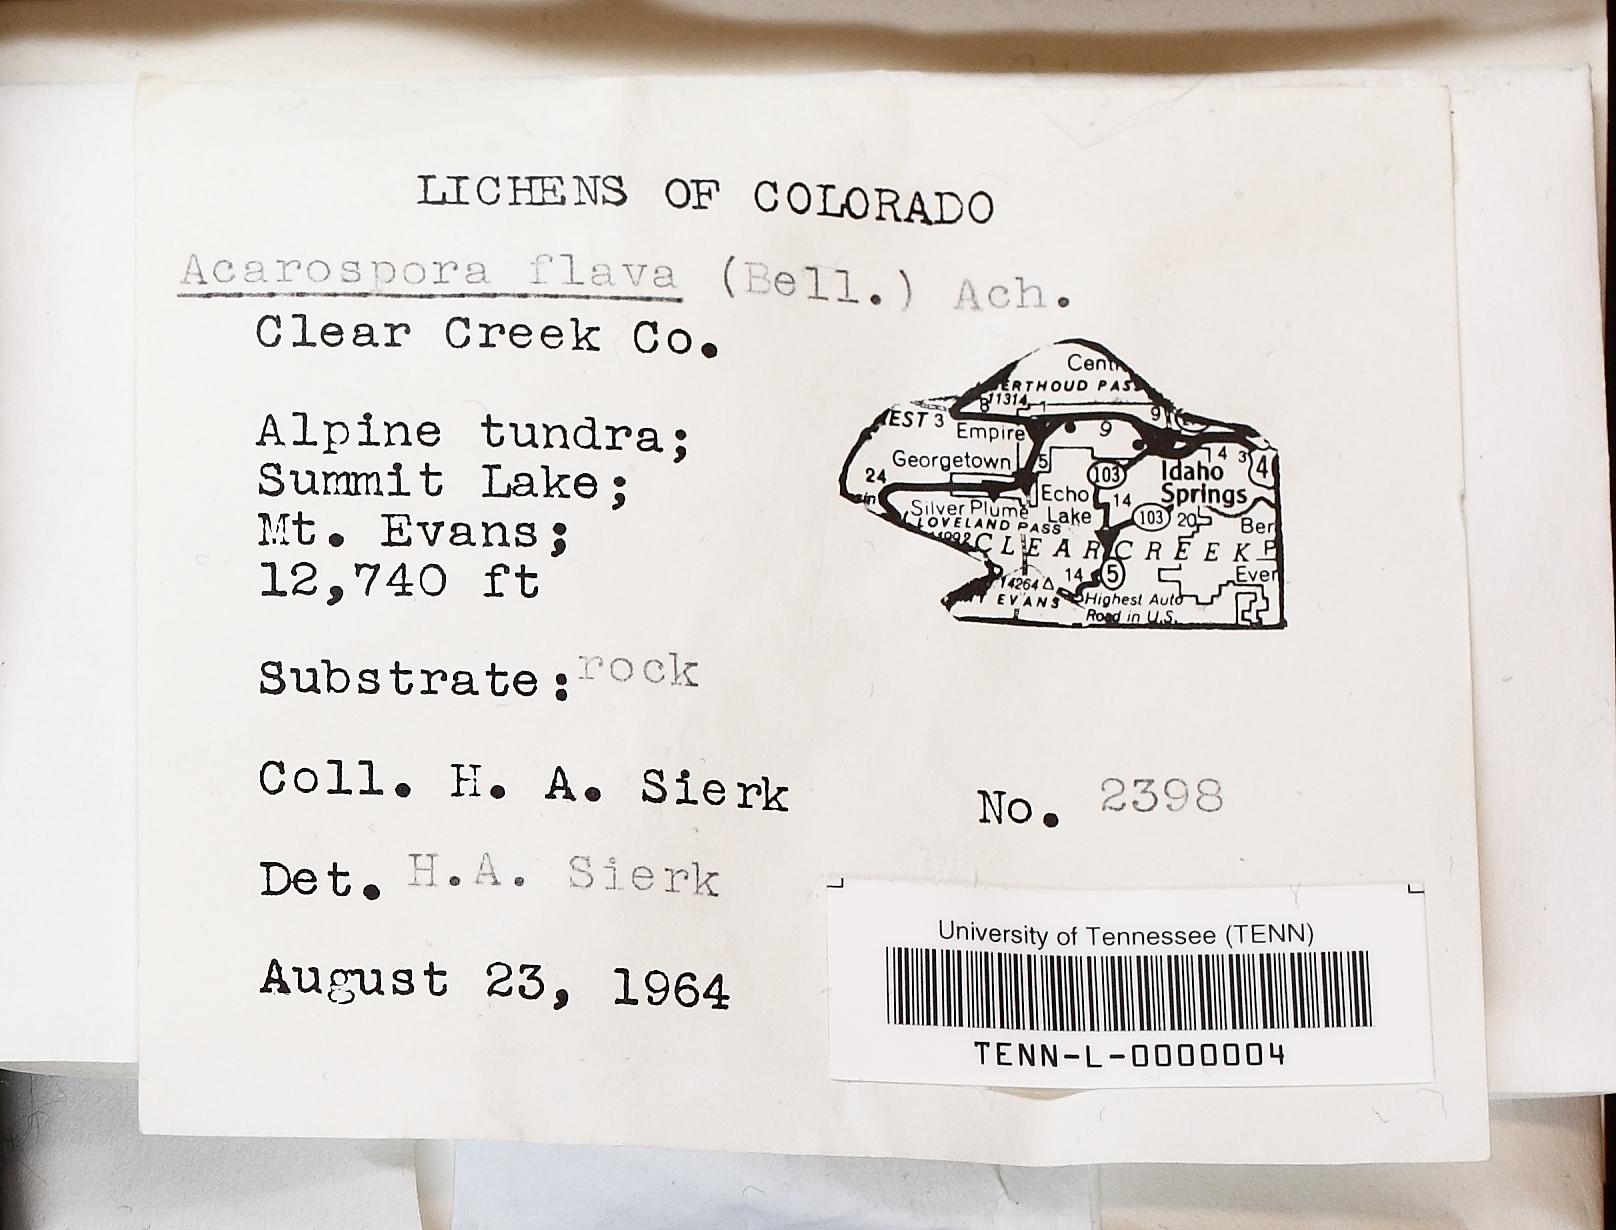 LICHENS OF COLORADO
Acarospora flava (Bell.) Ach.
Clear Creek Co.
Alpine tundra;
Summit Lake;
Mt. Evans;
12,740 ft
Substrate: rock
Coll. H. A. Sierk
No. 2398
Det. H.A. Sierk
August 23, 1964
Centr
ERTHOUD PASS
11314
1
9
EST 3
Empire
9
Georgetown
5
103
Idaho
Springs
4
3
4
24
Echo
Lake
14
103
20
Silver Plume
LOVELAND PASS
Ber
CLEAR CREEK
P
14
5
Ever
14264
EVANS
Highest Auto
Road in U.S.
University of Tennessee (TENN)
TENN-L-0000004